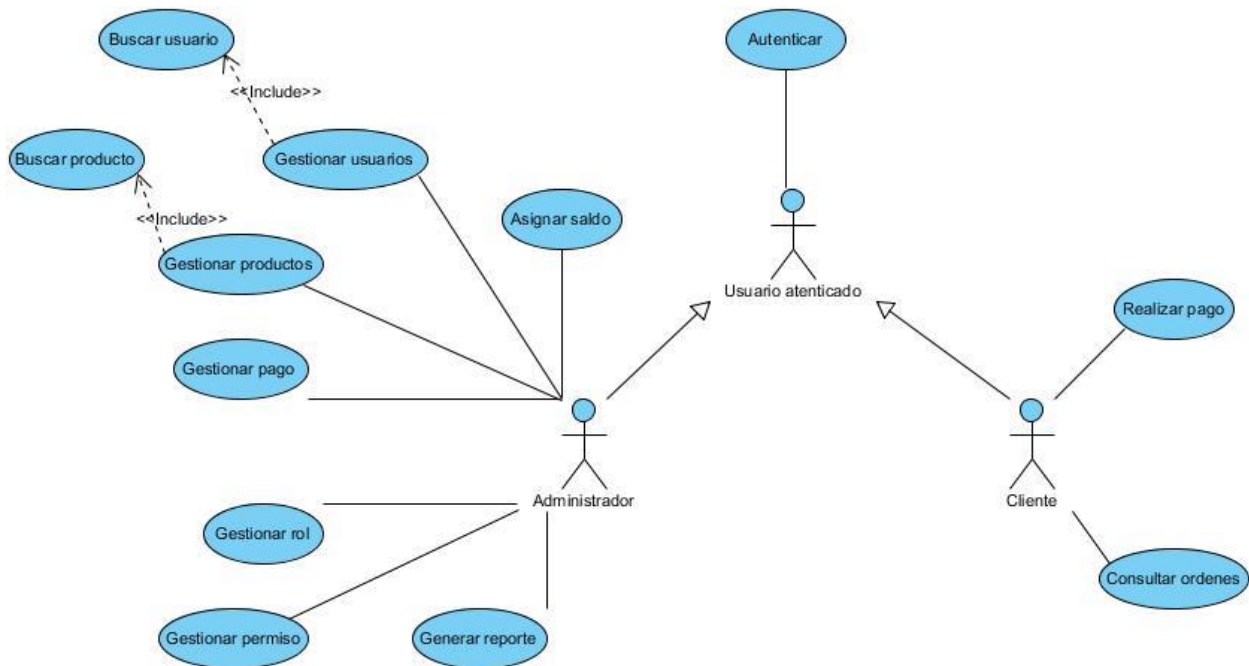 Buscar usuario
Autenticar
<<Include>>
Buscar producto
Gestionar usuarios
<<Include>>
Asignar saldo
Gestionar productos
Usuario atenticado
Realizar pago
Gestionar pago
Administrador
Cliente
Gestionar rol
Consultar ordenes
Gestionar permiso
Generar reporte